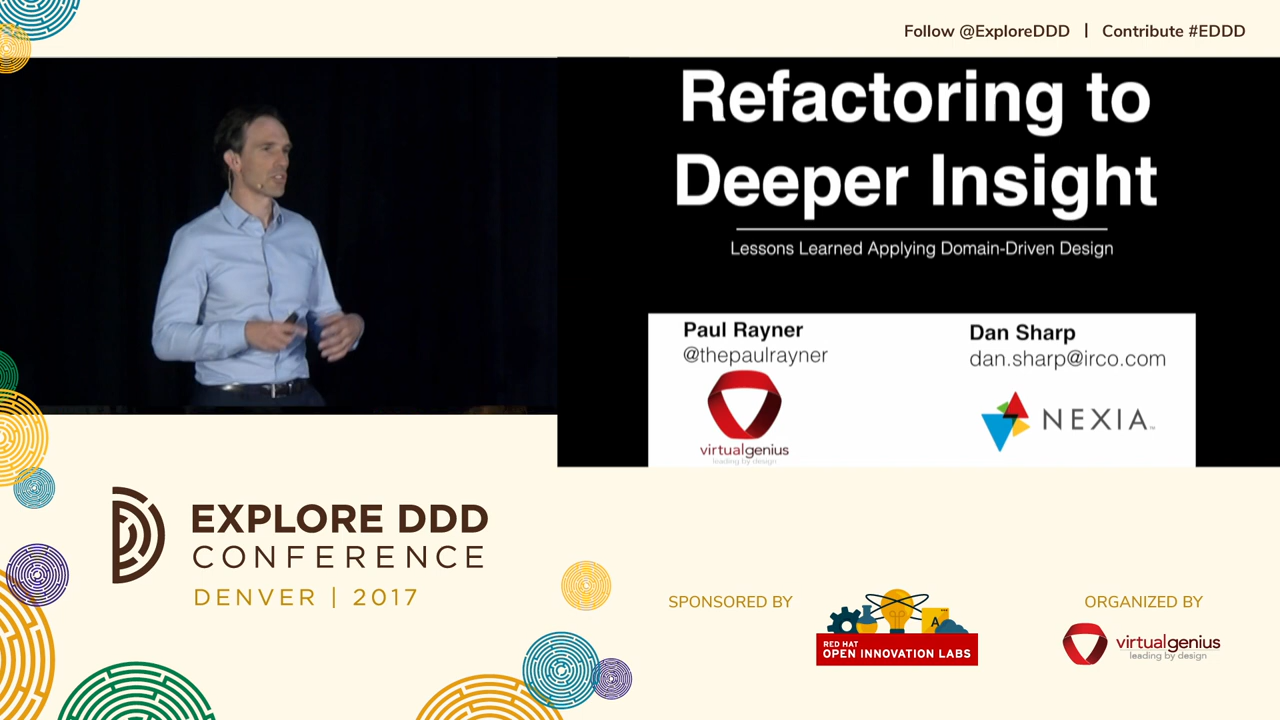 Follow @ExploreDDD | Contribute #EDDD
Refactoring to
Deeper Insight
Lessons Learned Applying Domain-Driven Design
Paul Rayner
@thepaulrayner
virtualgenius
leading by design
Dan Sharp
dan.sharp@irco.com
NEXIA™
EXPLORE DDD
CONFERENCE
DENVER | 2017
SPONSORED BY
A
RED HAT
OPEN INNOVATION LABS
ORGANIZED BY
virtualgenius
leading by design